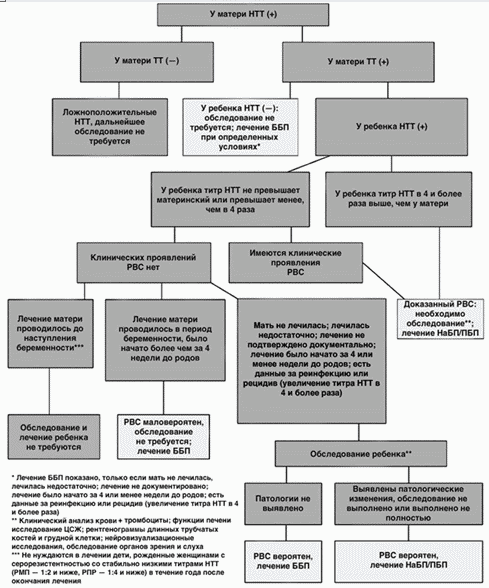 У матери НТТ (+)
У матери ТТ (—)
У матери ТТ (+)
Ложноположительные
НТТ, дальнейшее
обследование не
требуется
У ребенка НТТ (—):
обследование не
требуется; лечение ББП
при определенных
условиях*
У ребенка НТТ (+)
У ребенка титр НТТ не превышает
материнский или превышает менее,
чем в 4 раза
У ребенка титр НТТ в 4 и более
раза выше, чем у матери
Клинических проявлений
РВС нет
Имеются клинические
проявления
РВС
Доказанный РВС:
необходимо
обследование**;
лечение НаБП/ПБП
Лечение матери
проводилось до
наступления
беременности***
Лечение матери
проводилось в период
беременности, было
начато более чем за 4
недели до родов
Мать не лечилась; лечилась
недостаточно; лечение не
подтверждено документально;
лечение было начато за 4 или
менее недели до родов; есть
данные за реинфекцию или
рецидив (увеличение титра НТТ в
4 и более раза)
Обследование и
лечение ребенка
не требуются
РВС маловероятен,
обследование
не требуется;
лечение ББП
Обследование ребенка**
Патологии не
выявлено
Выявлены патологические
изменения, обследование не
выполнено или выполнено не
полностью
РВС вероятен,
лечение ББП
РВС вероятен,
лечение НаБП/ПБП
* Лечение ББП показано, только если мать не лечилась,
лечилась недостаточно; лечение не документировано;
лечение было начато за 4 или менее недели до родов; есть
данные за реинфекцию или рецидив (увеличение титра НТТ в 4
и более раза)
** Клинический анализ крови + тромбоциты; функции печени
исследование ЦСЖ; рентгенограммы длинных трубчатых
костей и грудной клетки; нейровизуализационные
исследования, обследование органов зрения и слуха
*** Не нуждаются в лечении дети, рожденные женщинами с
серорезистентностью со стабильно низкими титрами НТТ
(РМП — 1:2 и ниже, РПР — 1:4 и ниже) в течение года после
окончания лечения